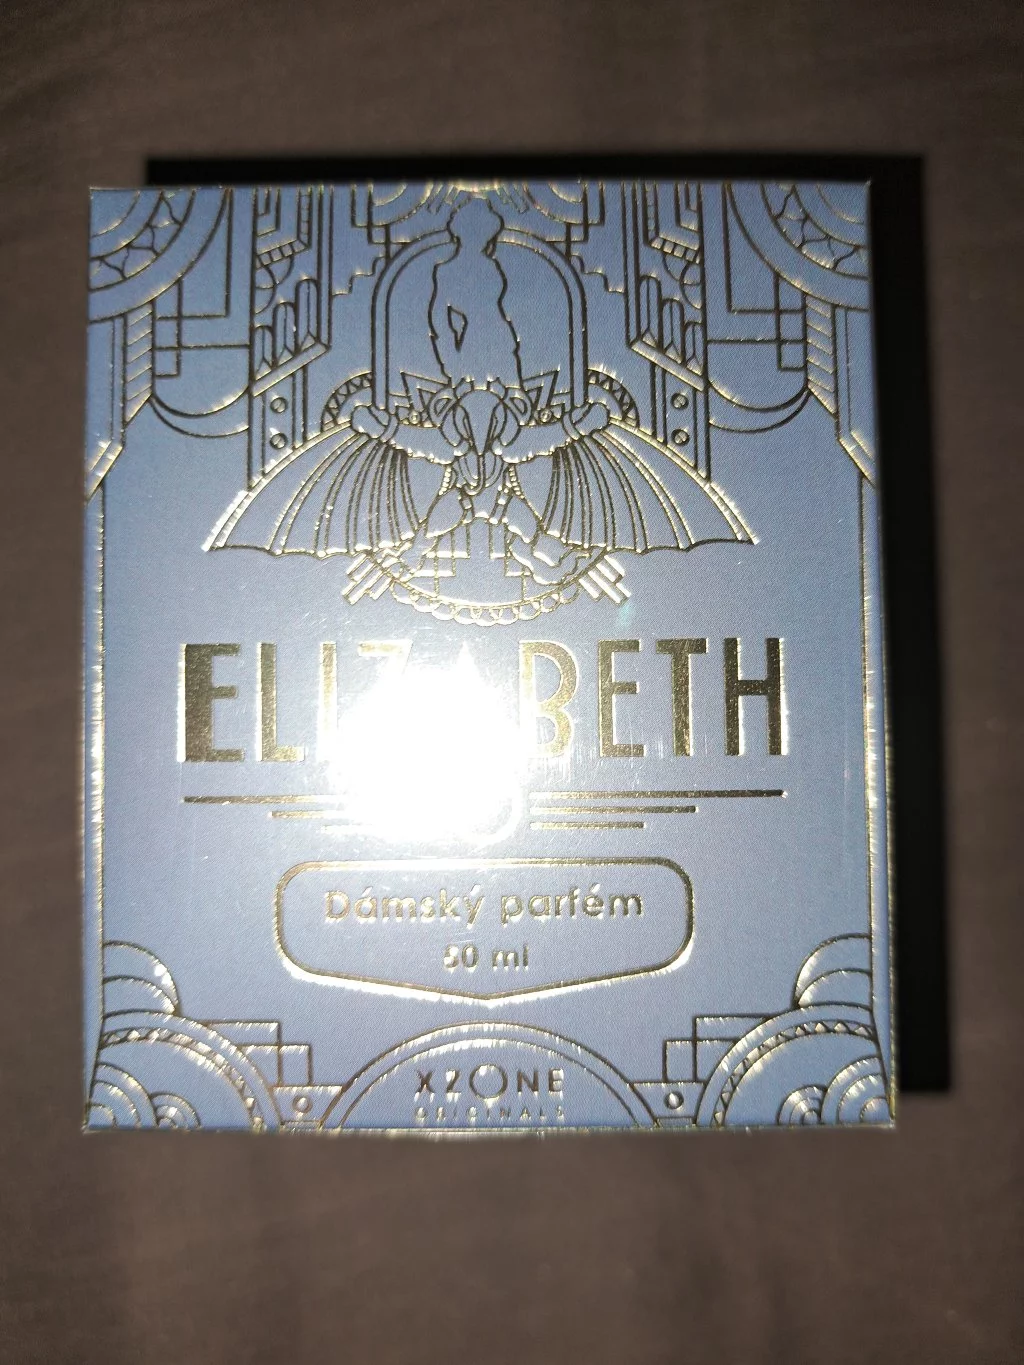 ELIZABETH
Dámský parfém
50 ml
XZONE
ORIGINALS